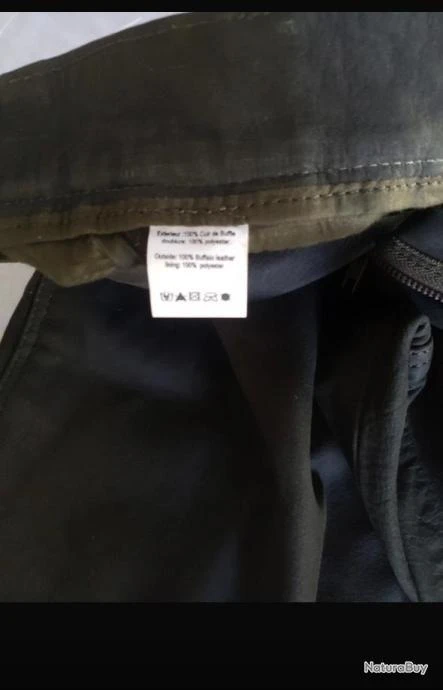 Exterieur :100% Cuir de Buffle
doublure: 100% polyester
Outside: 100% Buffalo leather
lining: 100% polyester
NaturaBuy